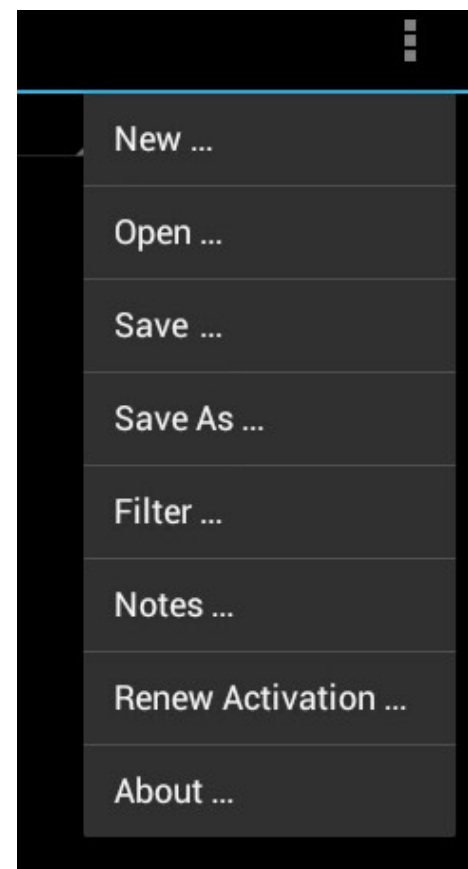 New ...
Open ...
Save ...
Save As ...
Filter ...
Notes ...
Renew Activation ...
About ...